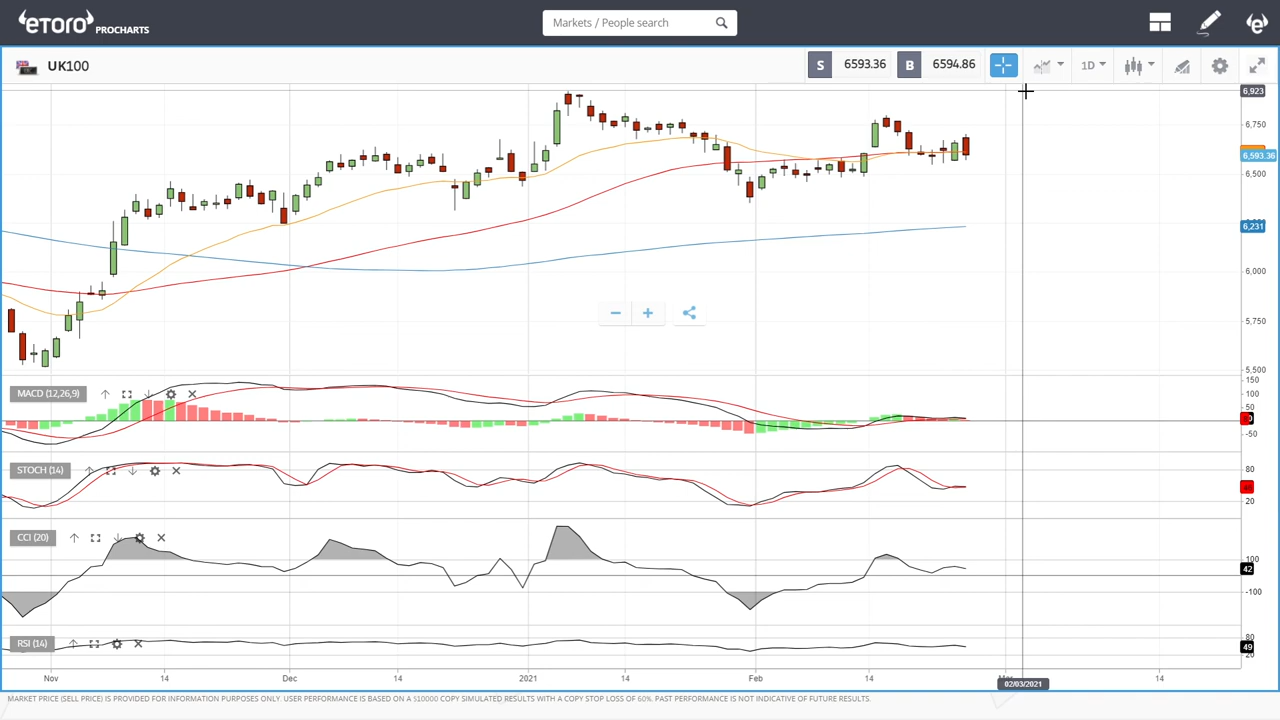 eToro PROCHARTS
Markets / People search
UK100
S 6593.36 B 6594.86
1D
6,923
6,750
6,593.36
6,500
6,231
6,000
5,750
5,500
MACD (12,26,9)
150
100
50
-50
STOCH (14)
80
20
CCI (20)
100
42
-100
RSI (14)
80
49
20
Nov 14 Dec 14 2021 14 Feb 14 14
02/03/2021
MARKET PRICE (SELL PRICE) IS PROVIDED FOR INFORMATION PURPOSES ONLY. USER PERFORMANCE IS BASED ON A $10000 COPY SIMULATED RESULTS WITH A COPY STOP LOSS OF 60%. PAST PERFORMANCE IS NOT INDICATIVE OF FUTURE RESULTS.